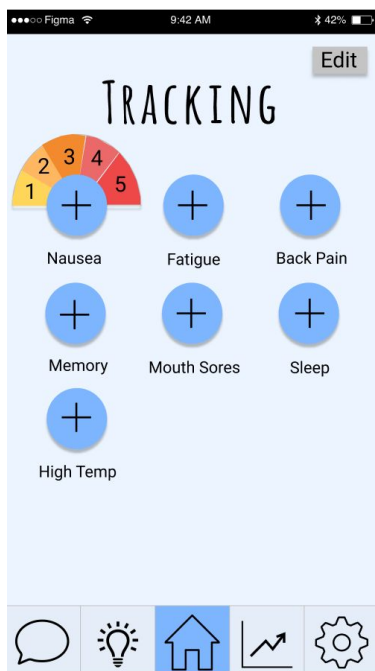 Figma 9:42 AM 42%
Edit
TRACKING
1 2 3 4 5
Nausea Fatigue Back Pain
Memory Mouth Sores Sleep
High Temp